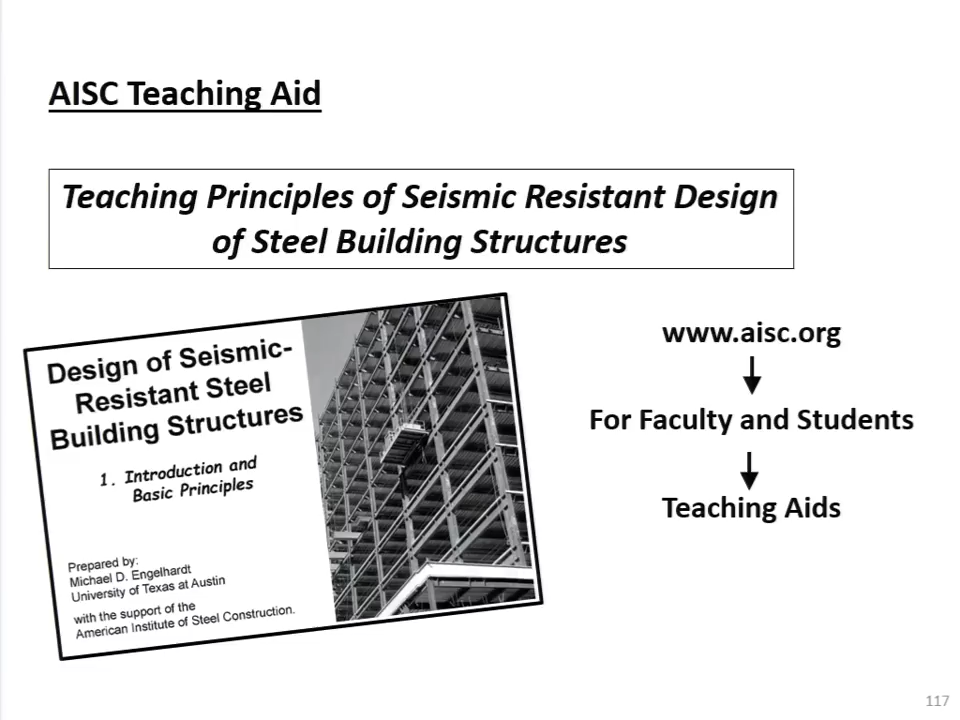 AISC Teaching Aid
Teaching Principles of Seismic Resistant Design
of Steel Building Structures
Design of Seismic-
Resistant Steel
Building Structures
1. Introduction and
Basic Principles
Prepared by:
Michael D. Engelhardt
University of Texas at Austin
with the support of the
American Institute of Steel Construction.
www.aisc.org
For Faculty and Students
Teaching Aids
117